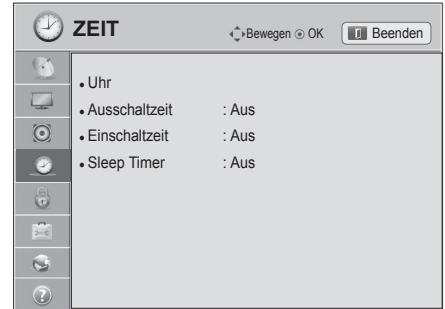 ZEIT
Bewegen OK Beenden
• Uhr
• Ausschaltzeit : Aus
• Einschaltzeit : Aus
• Sleep Timer : Aus
?